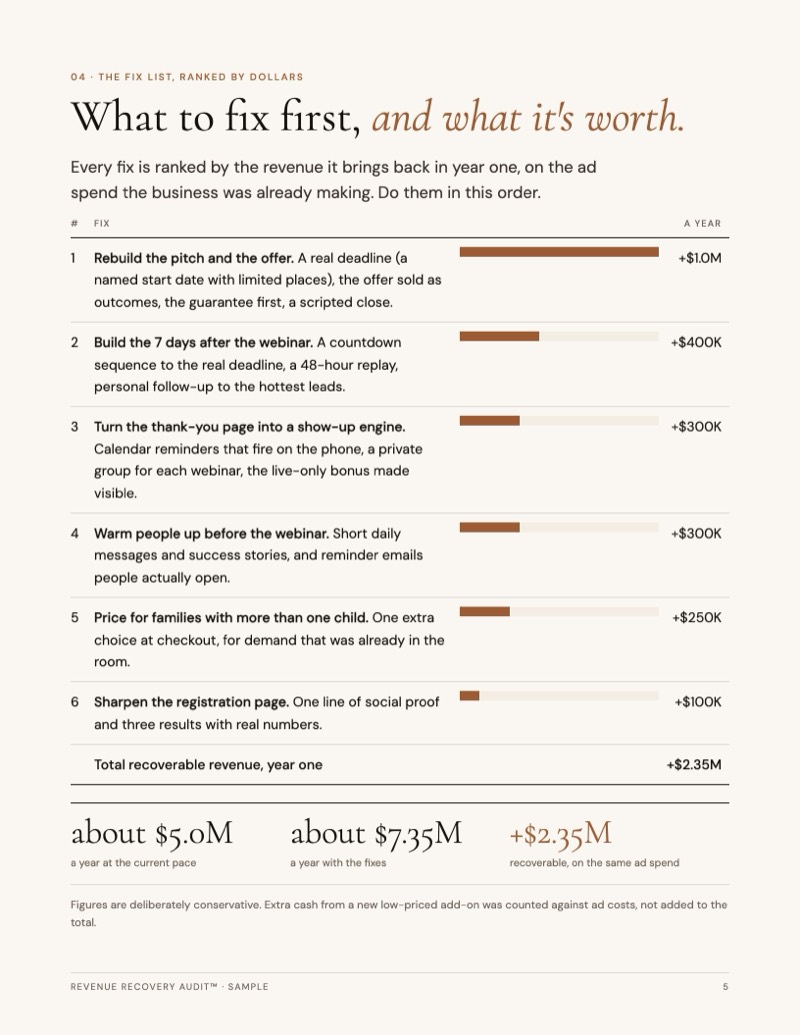 04 · THE FIX LIST, RANKED BY DOLLARS
What to fix first, and what it's worth.
Every fix is ranked by the revenue it brings back in year one, on the ad
spend the business was already making. Do them in this order.
# FIX A YEAR
1 Rebuild the pitch and the offer. A real deadline (a +$1.0M
named start date with limited places), the offer sold as
outcomes, the guarantee first, a scripted close.
2 Build the 7 days after the webinar. A countdown +$400K
sequence to the real deadline, a 48-hour replay,
personal follow-up to the hottest leads.
3 Turn the thank-you page into a show-up engine. +$300K
Calendar reminders that fire on the phone, a private
group for each webinar, the live-only bonus made
visible.
4 Warm people up before the webinar. Short daily +$300K
messages and success stories, and reminder emails
people actually open.
5 Price for families with more than one child. One extra +$250K
choice at checkout, for demand that was already in the
room.
6 Sharpen the registration page. One line of social proof +$100K
and three results with real numbers.
Total recoverable revenue, year one +$2.35M
about $5.0M about $7.35M +$2.35M
a year at the current pace a year with the fixes recoverable, on the same ad spend
Figures are deliberately conservative. Extra cash from a new low-priced add-on was counted against ad costs, not added to the
total.
REVENUE RECOVERY AUDIT™ · SAMPLE 5